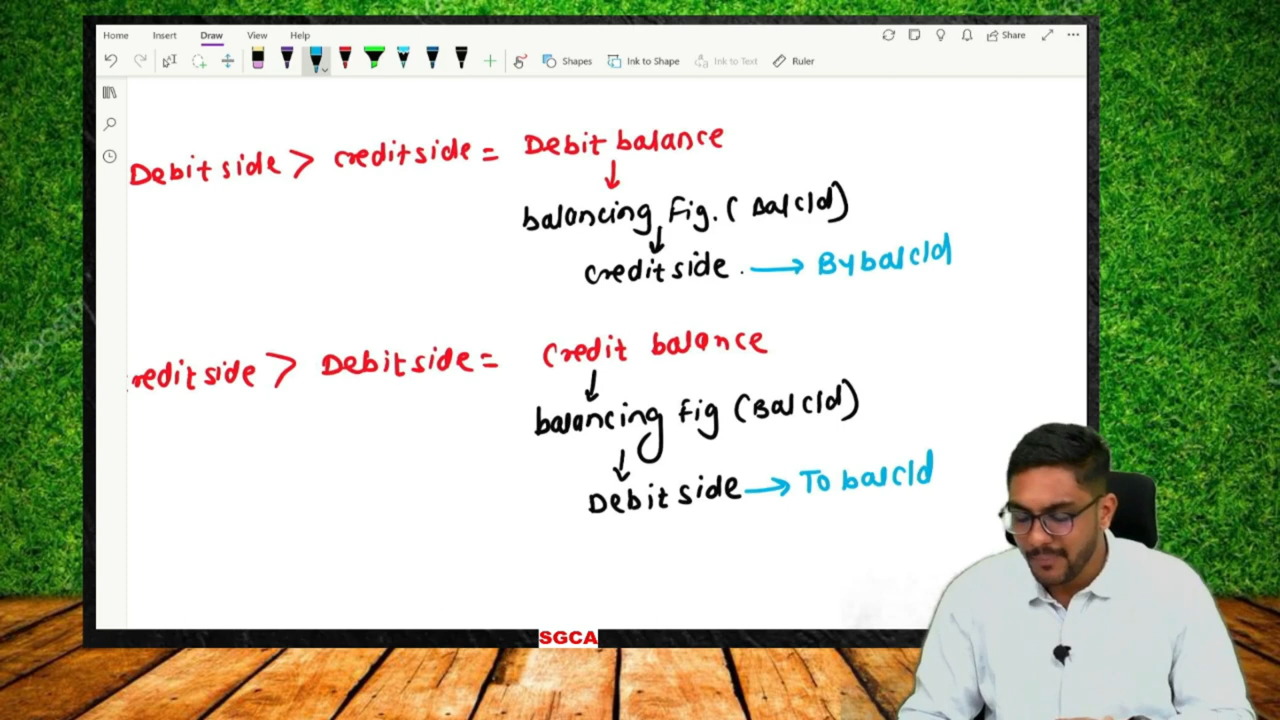 Home Insert Draw View Help Share ...
Shapes Ink to Shape Ink to Text Ruler
Debit side > credit side = Debit balance
↓
balancing Fig. ( Bal c/d)
↓
credit side . → By bal c/d
reditside > Debit side = credit balance
↓
balancing Fig (Bal c/d)
↓
Debit side → To bal c/d
SGCA